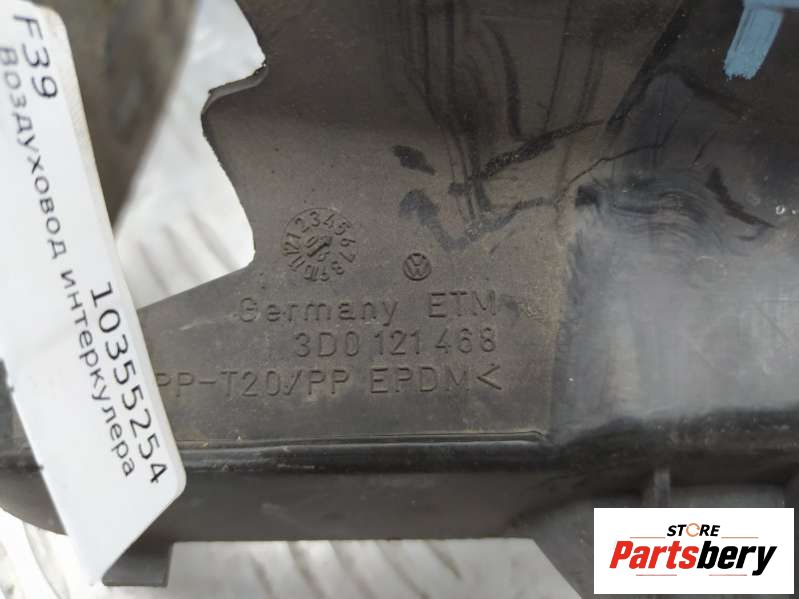 F39
Воздуховод интеркулера
10355254
Germany ETM
3D0 121 468
PP-T20/PP EPDM<
STORE
Partsbery